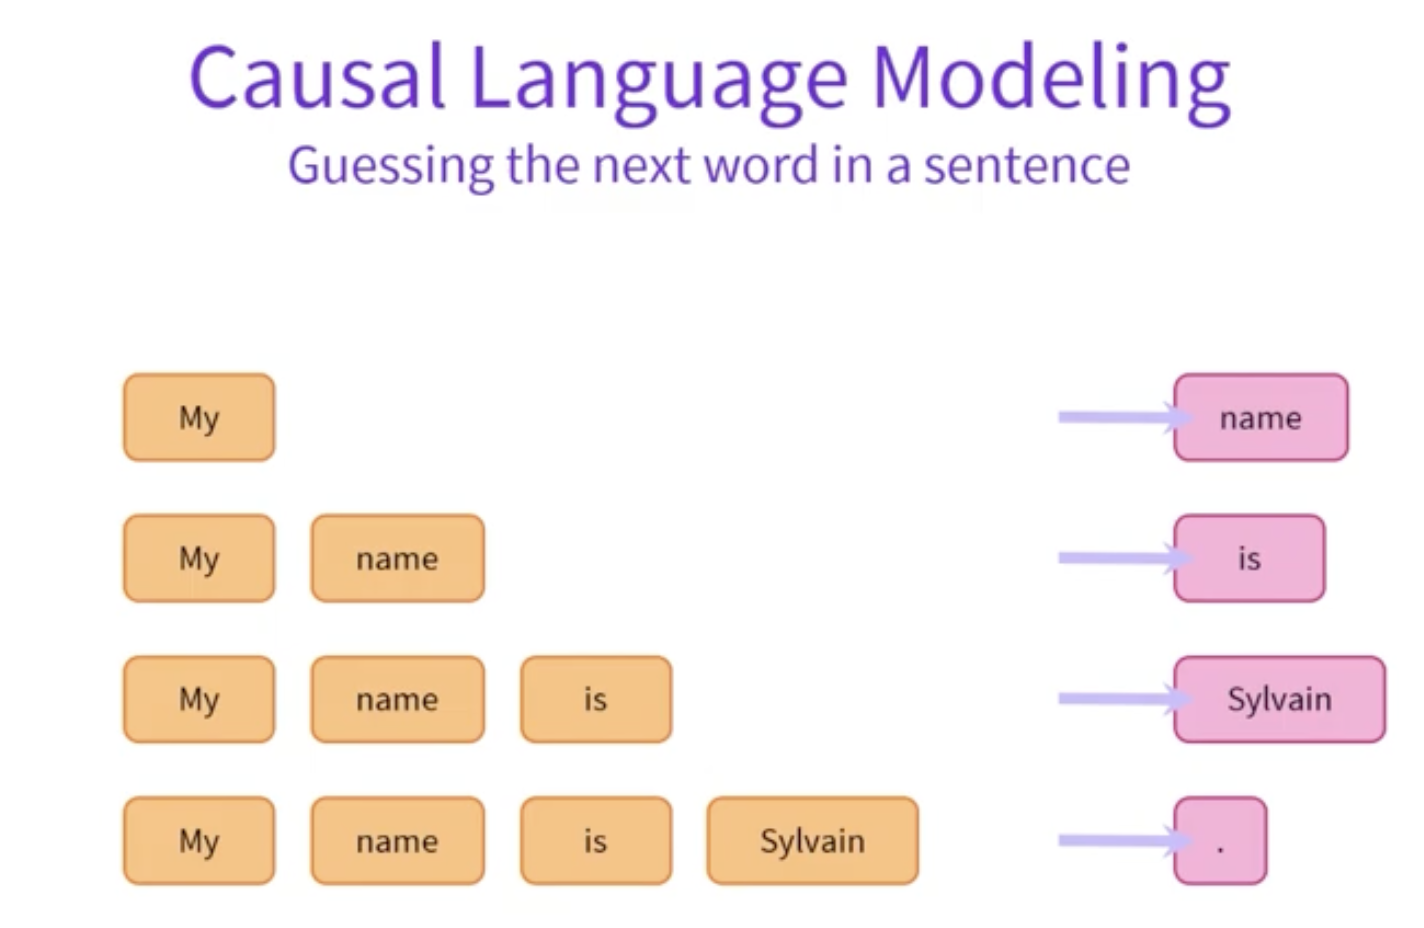 Causal Language Modeling
Guessing the next word in a sentence
My name
My name is
My name is Sylvain
My name is Sylvain .